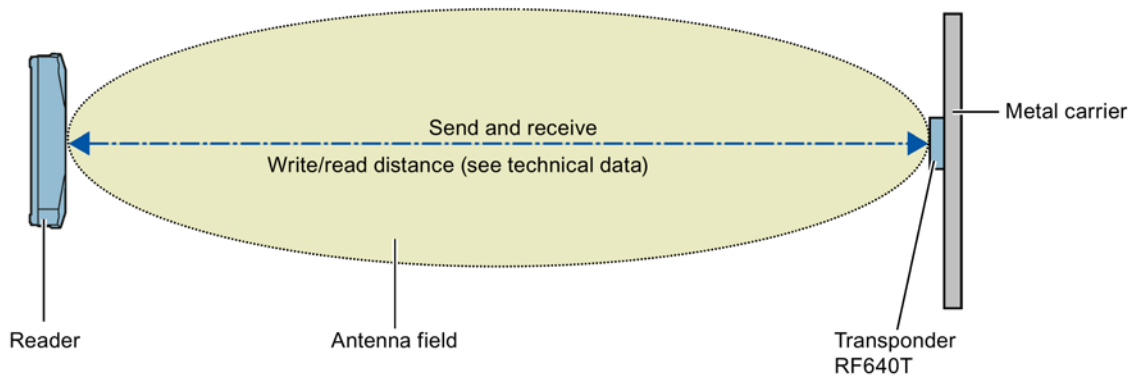 Send and receive
Write/read distance (see technical data)
Metal carrier
Reader
Antenna field
Transponder
RF640T